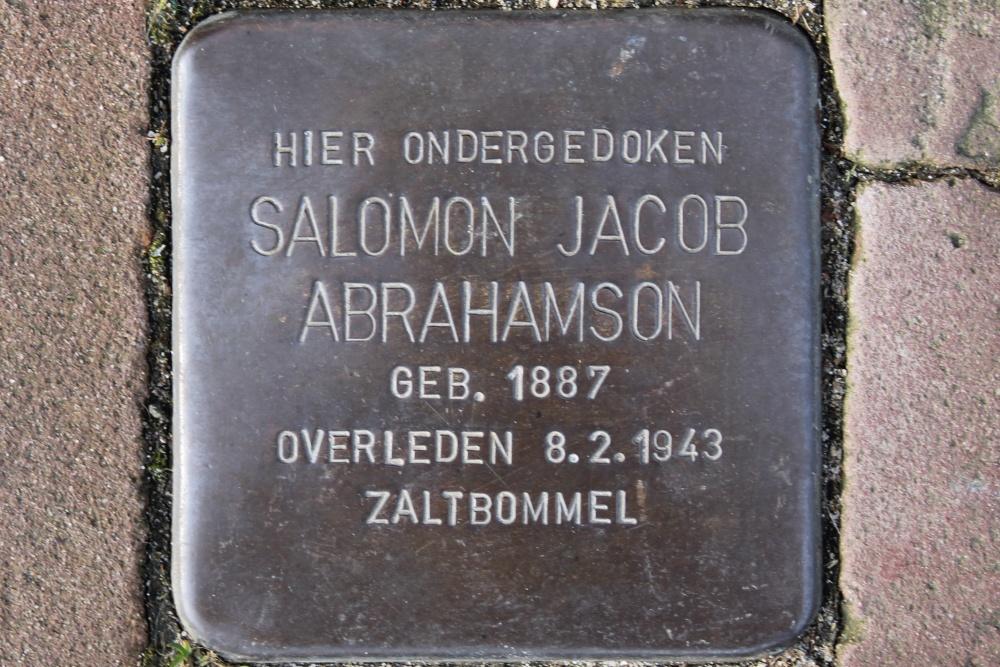 HIER ONDERGEDOKEN
SALOMON JACOB
ABRAHAMSON
GEB. 1887
OVERLEDEN 8.2.1943
ZALTBOMMEL